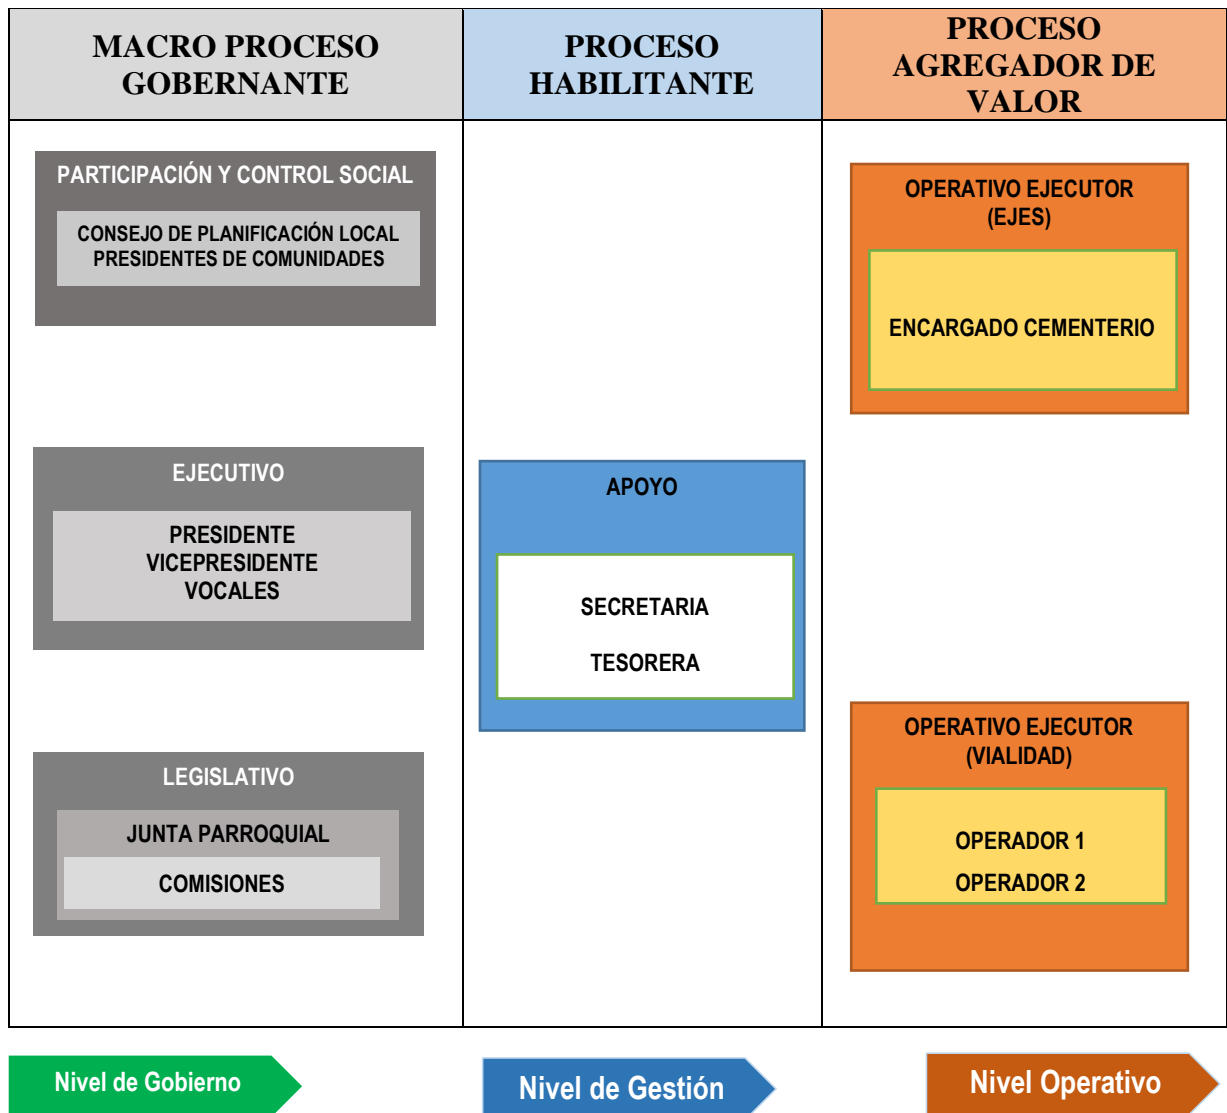 MACRO PROCESO
GOBERNANTE
PROCESO
HABILITANTE
PROCESO
AGREGADOR DE
VALOR
PARTICIPACIÓN Y CONTROL SOCIAL
CONSEJO DE PLANIFICACIÓN LOCAL
PRESIDENTES DE COMUNIDADES
EJECUTIVO
PRESIDENTE
VICEPRESIDENTE
VOCALES
LEGISLATIVO
JUNTA PARROQUIAL
COMISIONES
APOYO
SECRETARIA
TESORERA
OPERATIVO EJECUTOR
(EJES)
ENCARGADO CEMENTERIO
OPERATIVO EJECUTOR
(VIALIDAD)
OPERADOR 1
OPERADOR 2
Nivel de Gobierno
Nivel de Gestión
Nivel Operativo